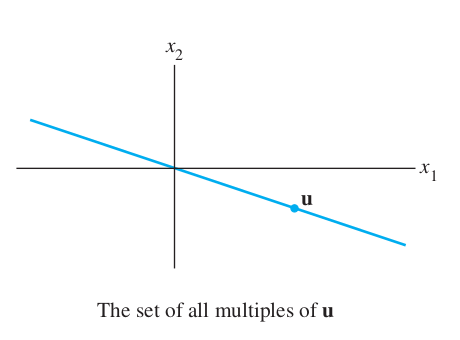 x₂
x₁
u
The set of all multiples of u